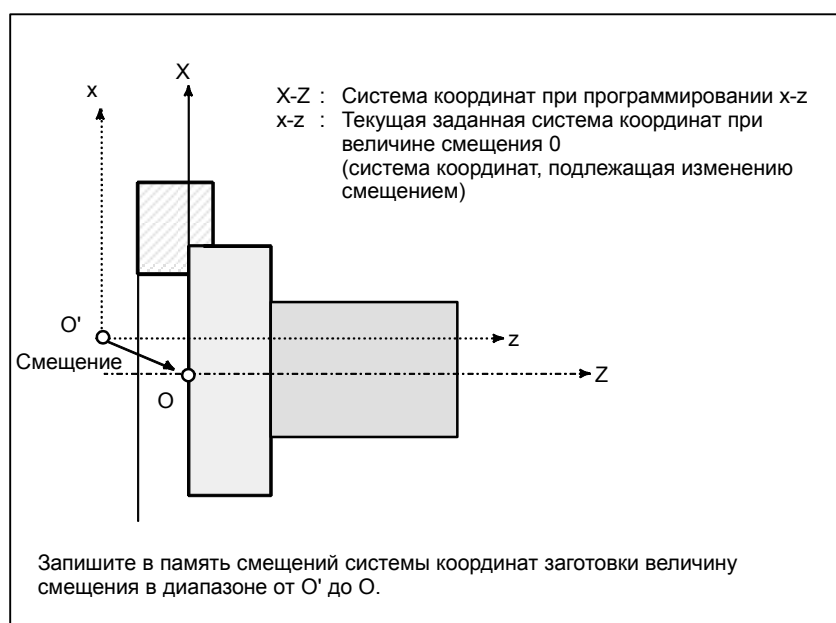 X
x
X-Z : Система координат при программировании x-z
x-z : Текущая заданная система координат при
величине смещения 0
(система координат, подлежащая изменению
смещением)
O'
z
Смещение
Z
O
Запишите в память смещений системы координат заготовки величину
смещения в диапазоне от O' до O.